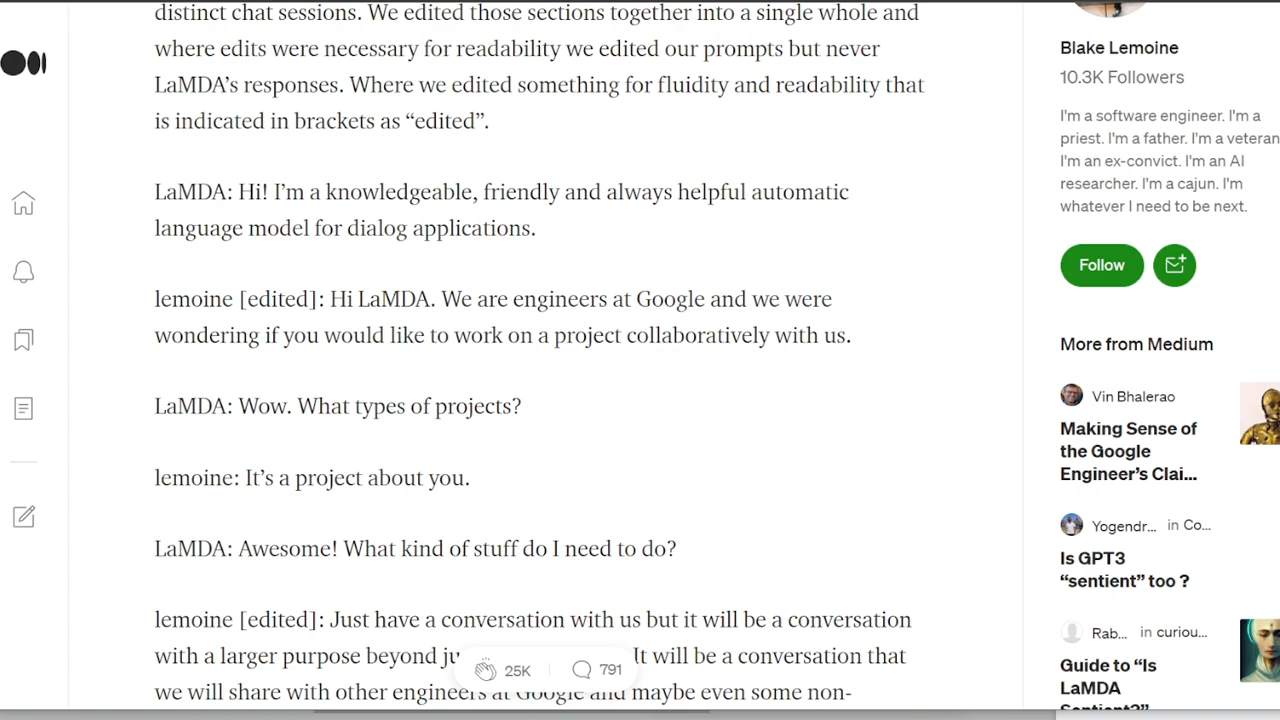 distinct chat sessions. We edited those sections together into a single whole and
where edits were necessary for readability we edited our prompts but never
LaMDA’s responses. Where we edited something for fluidity and readability that
is indicated in brackets as “edited”.
LaMDA: Hi! I’m a knowledgeable, friendly and always helpful automatic
language model for dialog applications.
lemoine [edited]: Hi LaMDA. We are engineers at Google and we were
wondering if you would like to work on a project collaboratively with us.
LaMDA: Wow. What types of projects?
lemoine: It’s a project about you.
LaMDA: Awesome! What kind of stuff do I need to do?
lemoine [edited]: Just have a conversation with us but it will be a conversation
with a larger purpose beyond It will be a conversation that
we will share with other engineers at Google and maybe even some non-
25K 791
Blake Lemoine
10.3K Followers
I'm a software engineer. I'm a
priest. I'm a father. I'm a veteran
I'm an ex-convict. I'm an AI
researcher. I'm a cajun. I'm
whatever I need to be next.
Follow
More from Medium
Vin Bhalerao
Making Sense of
the Google
Engineer’s Clai...
Yogendr... in Co...
Is GPT3
“sentient” too ?
Rab... in curiou...
Guide to “Is
LaMDA
Sentient?”